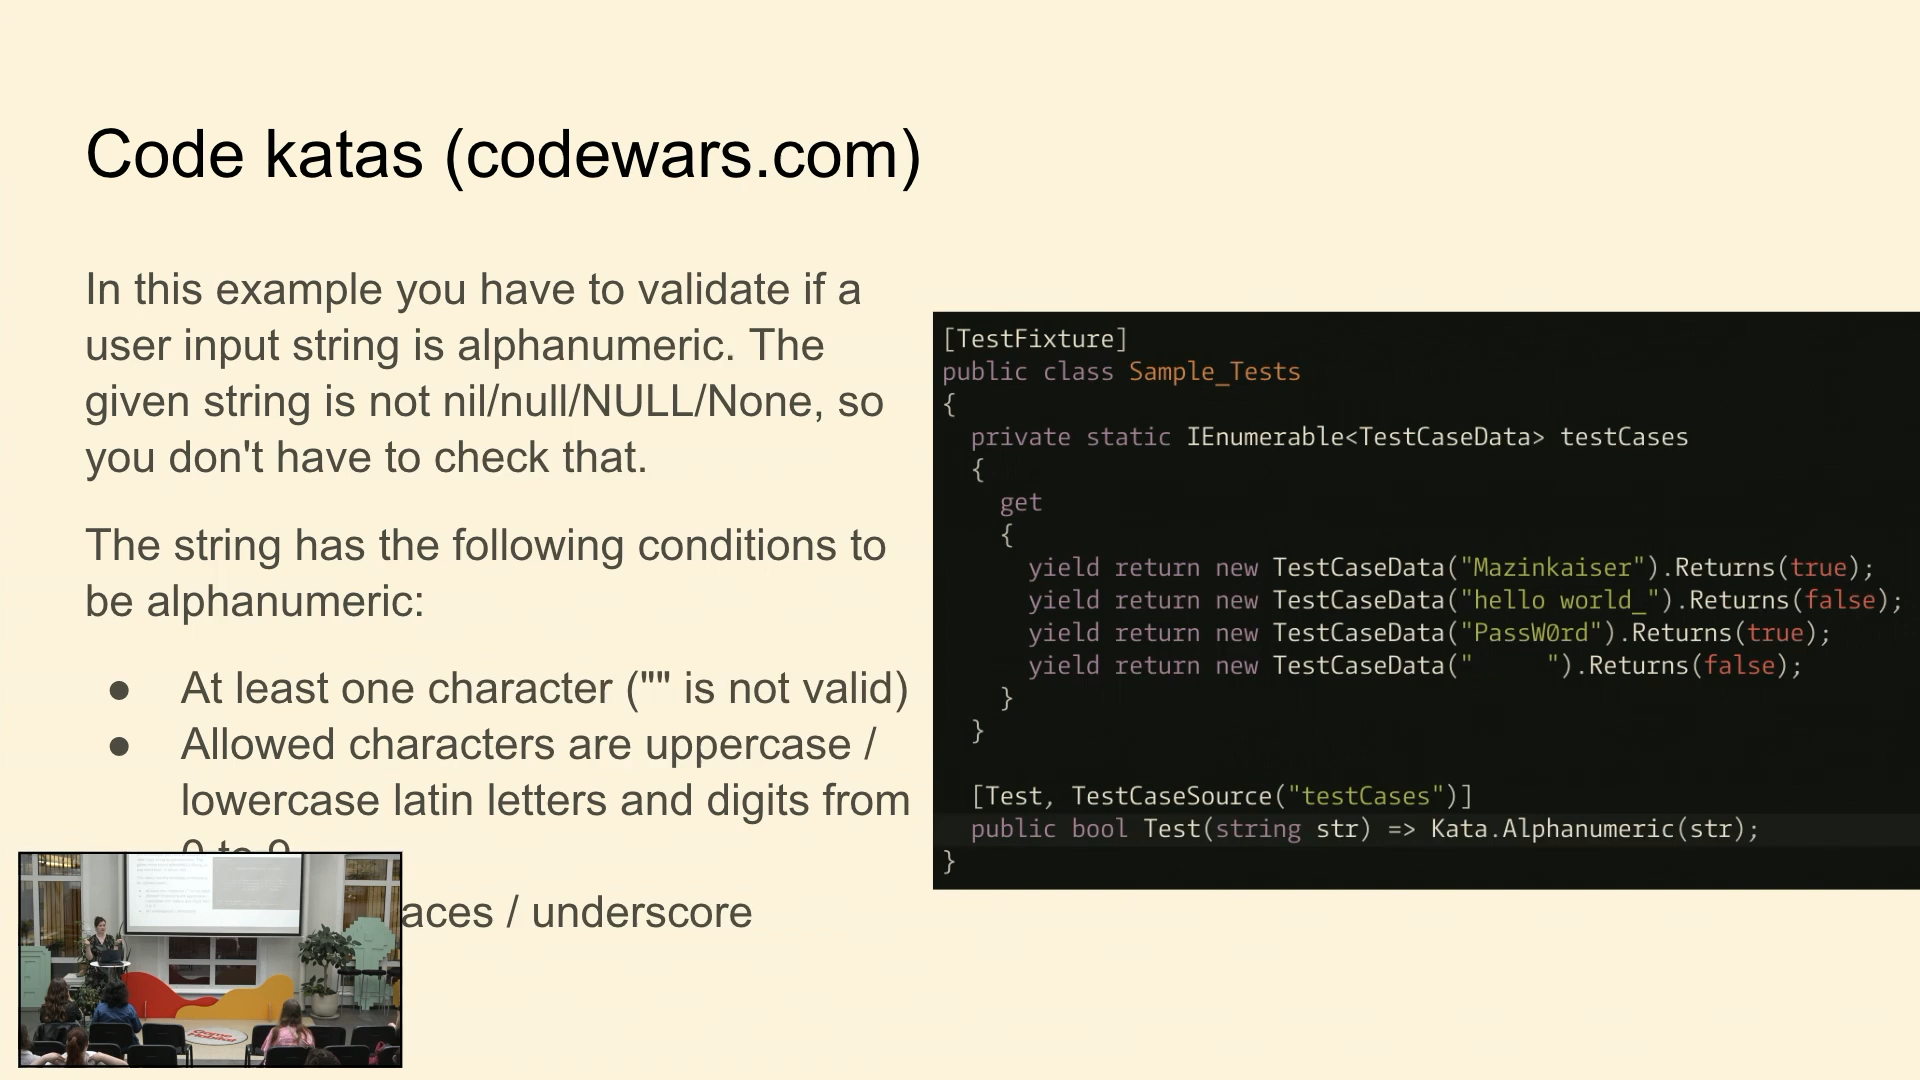 Code katas (codewars.com)
In this example you have to validate if a
user input string is alphanumeric. The
given string is not nil/null/NULL/None, so
you don't have to check that.
The string has the following conditions to
be alphanumeric:
● At least one character ("" is not valid)
● Allowed characters are uppercase /
lowercase latin letters and digits from
0 to 9
aces / underscore
[TestFixture]
public class Sample_Tests
{
private static IEnumerable<TestCaseData> testCases
{
get
{
yield return new TestCaseData("Mazinkaiser").Returns(true);
yield return new TestCaseData("hello world_").Returns(false);
yield return new TestCaseData("PassW0rd").Returns(true);
yield return new TestCaseData("     ").Returns(false);
}
}
[Test, TestCaseSource("testCases")]
public bool Test(string str) => Kata.Alphanumeric(str);
}